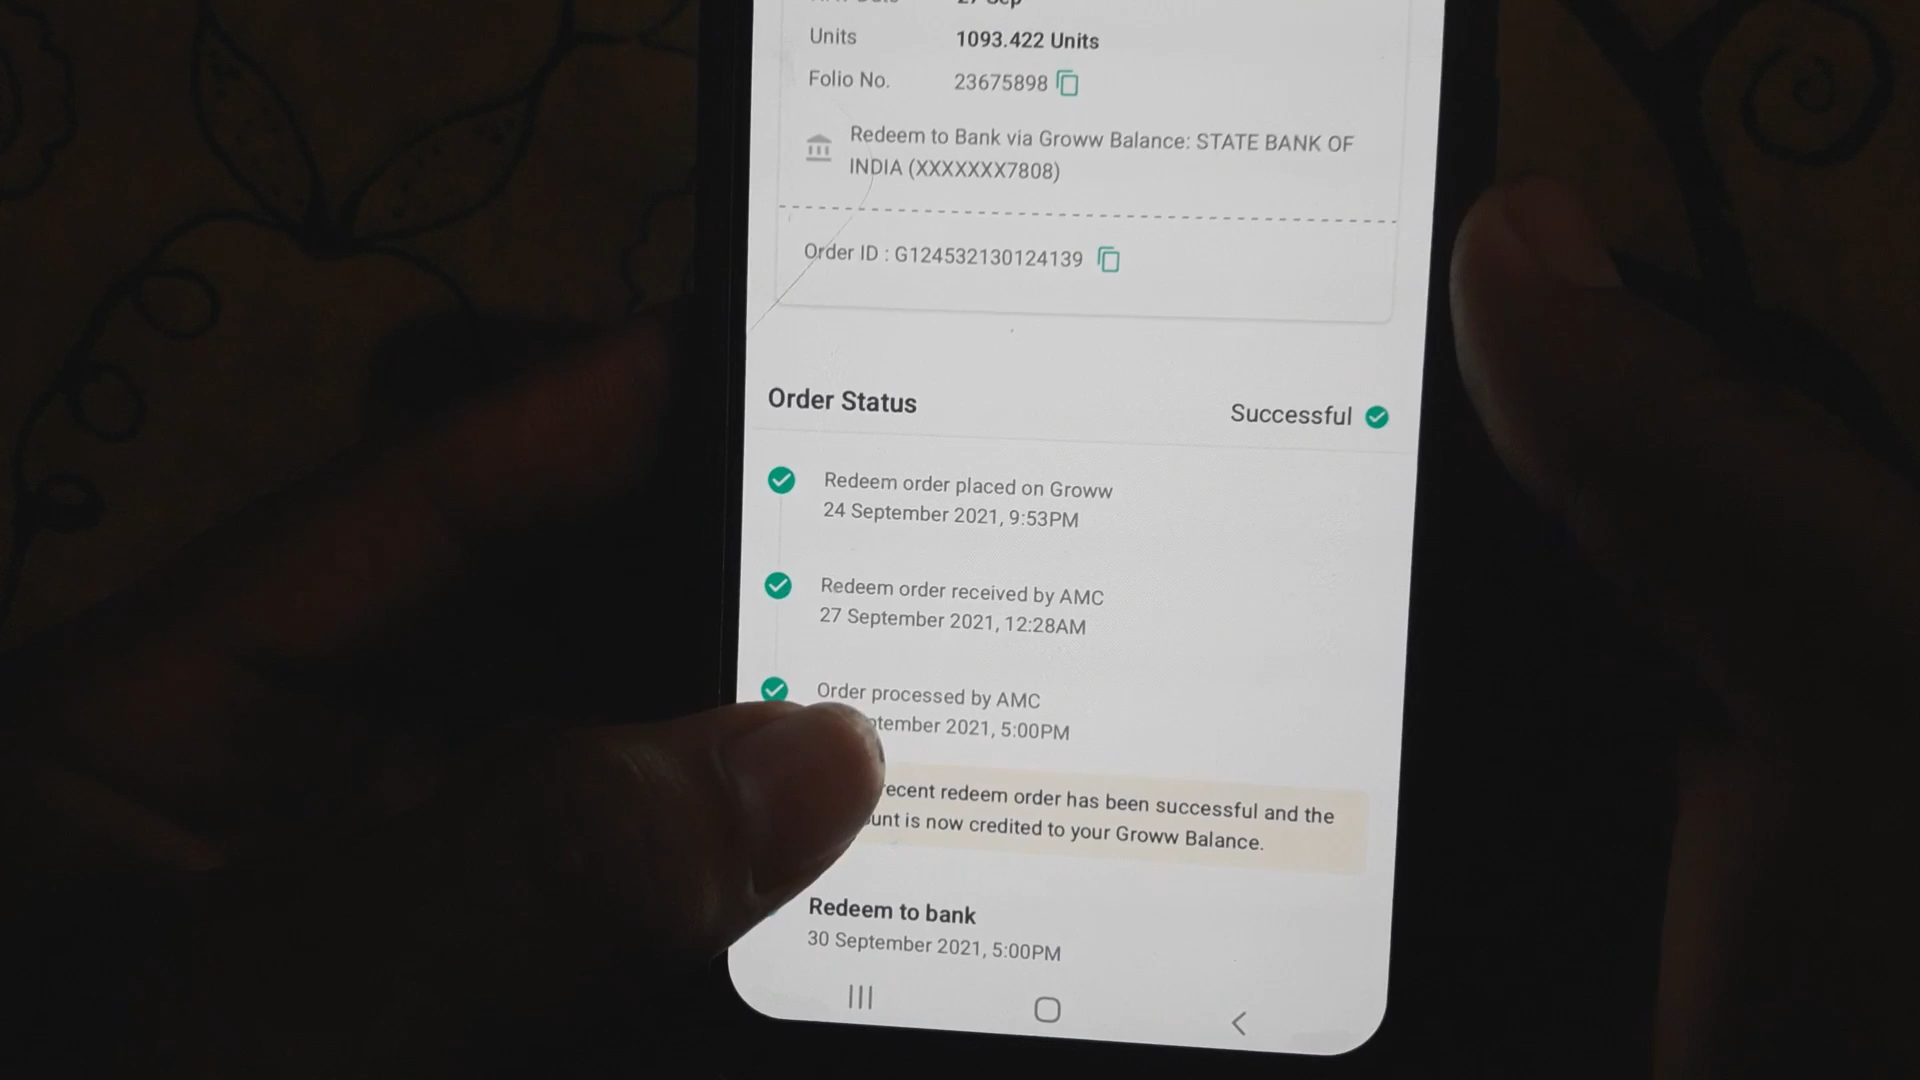 27 Sep
Units 1093.422 Units
Folio No. 23675898
Redeem to Bank via Groww Balance: STATE BANK OF
INDIA (XXXXXXX7808)
Order ID : G124532130124139
Order Status Successful
Redeem order placed on Groww
24 September 2021, 9:53PM
Redeem order received by AMC
27 September 2021, 12:28AM
Order processed by AMC
2021, 5:00PM
recent redeem order has been successful and the
is now credited to your Groww Balance.
Redeem to bank
30 September 2021, 5:00PM